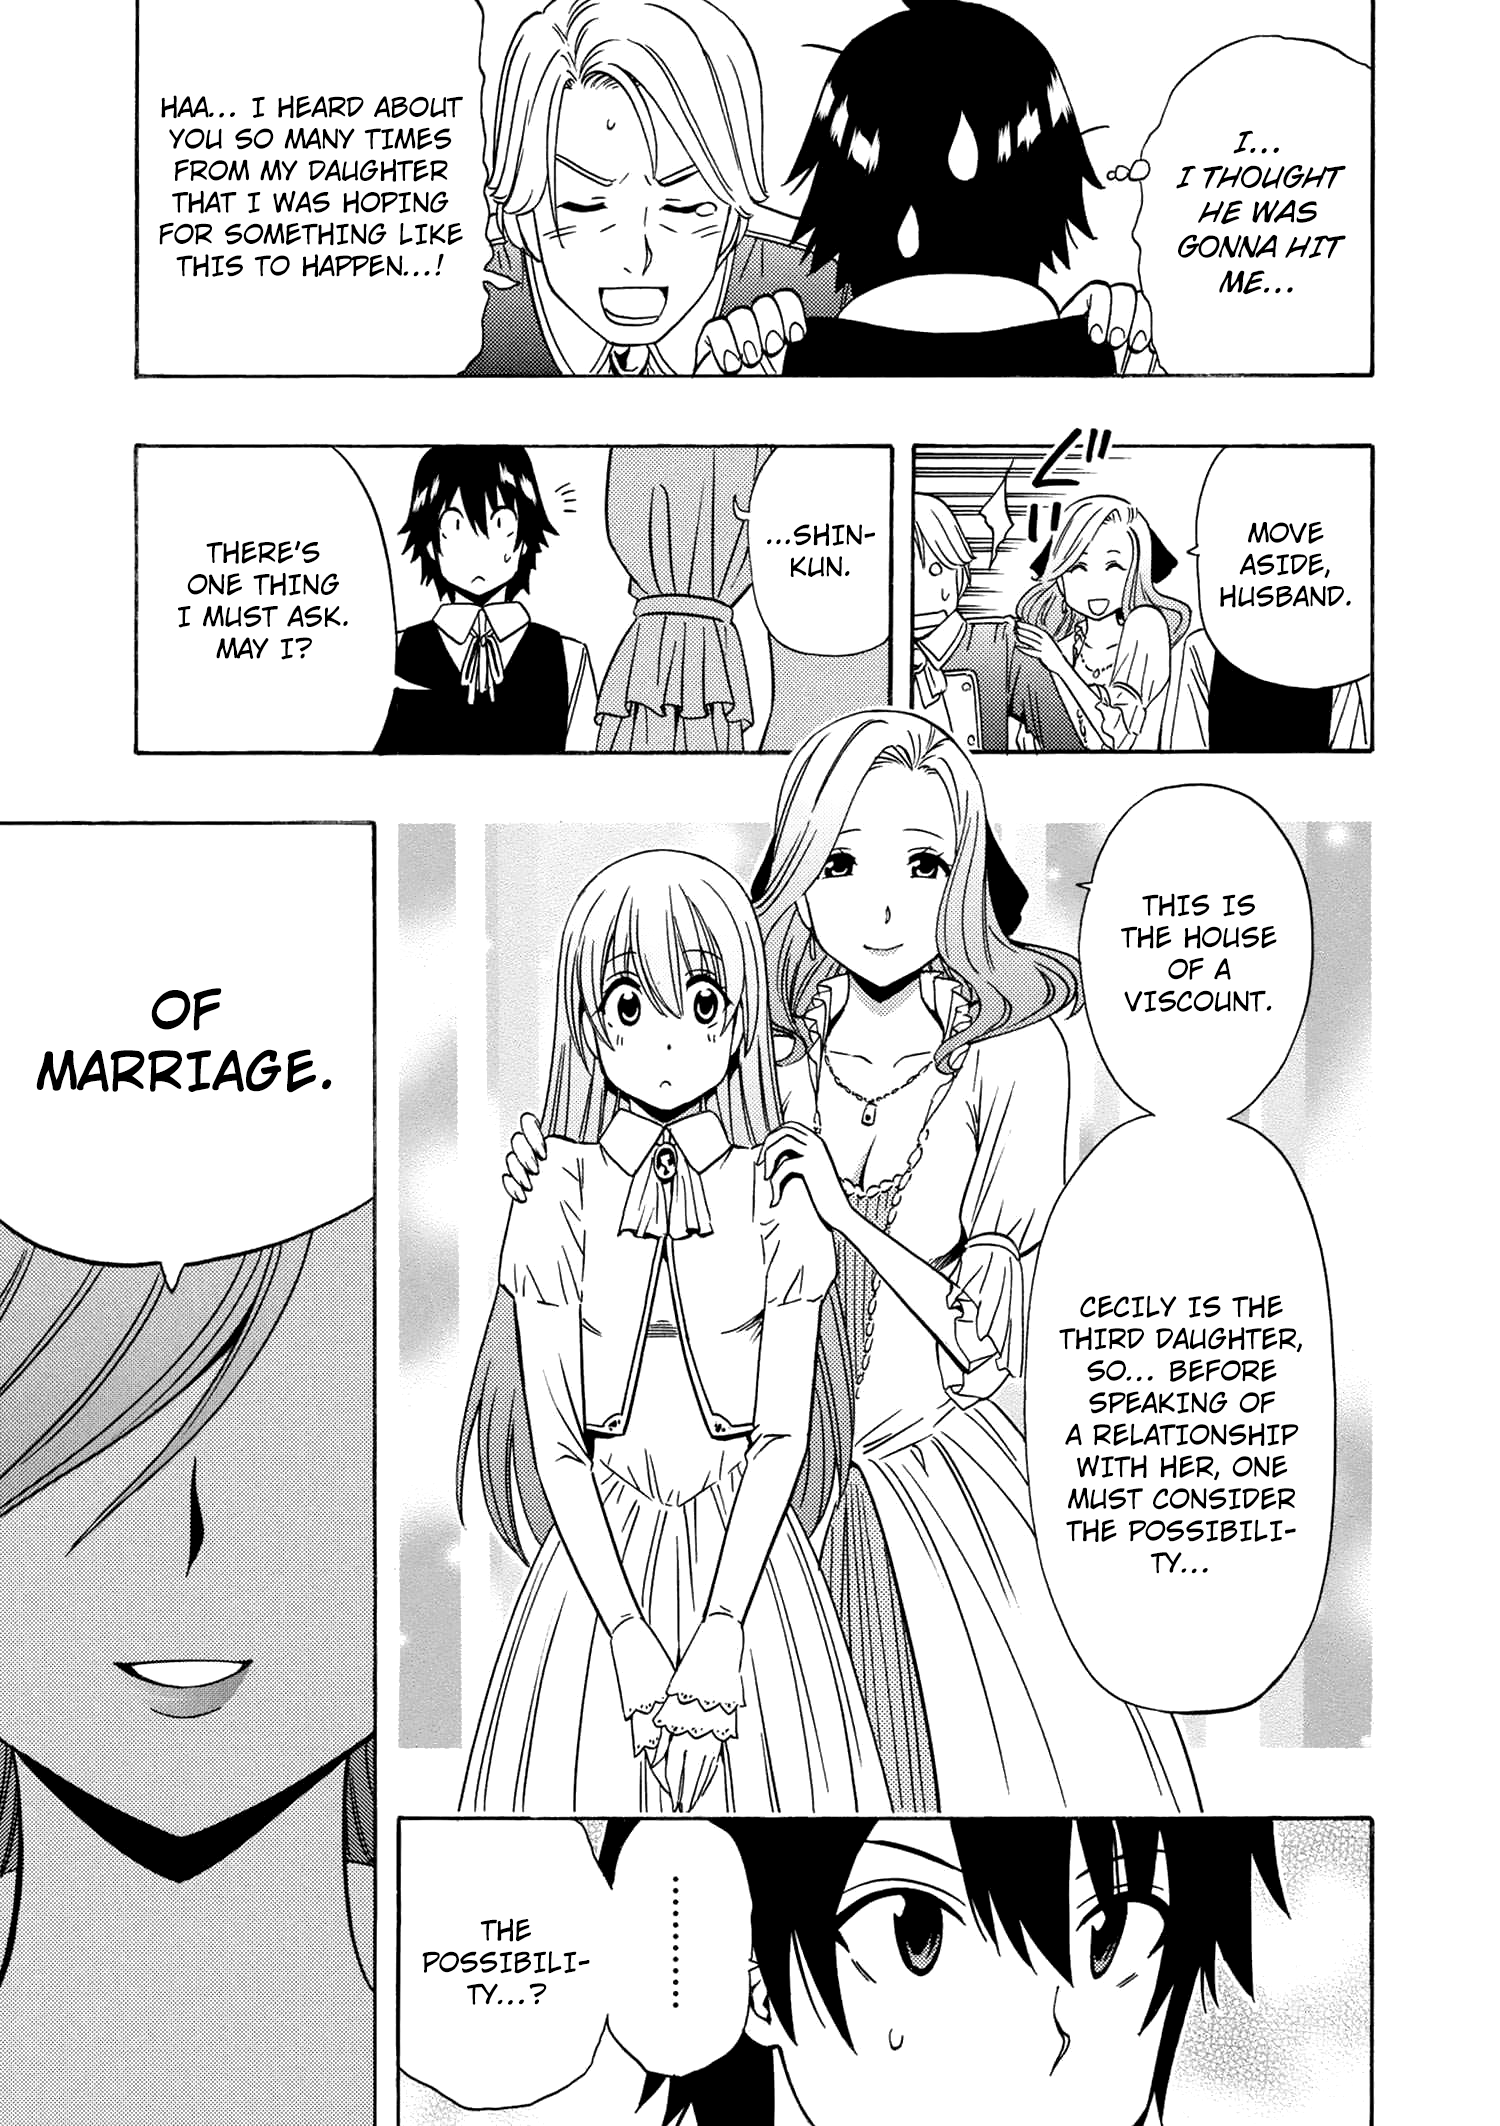 I...
I THOUGHT
HE WAS
GONNA HIT
ME...
HAA... I HEARD ABOUT
YOU SO MANY TIMES
FROM MY DAUGHTER
THAT I WAS HOPING
FOR SOMETHING LIKE
THIS TO HAPPEN...!
MOVE
ASIDE,
HUSBAND.
...SHIN-
KUN.
THERE'S
ONE THING
I MUST ASK.
MAY I?
THIS IS
THE HOUSE
OF A
VISCOUNT.
CECILY IS THE
THIRD DAUGHTER,
SO... BEFORE
SPEAKING OF
A RELATIONSHIP
WITH HER, ONE
MUST CONSIDER
THE POSSIBILI-
TY...
.........
THE
POSSIBILI-
TY...?
OF
MARRIAGE.